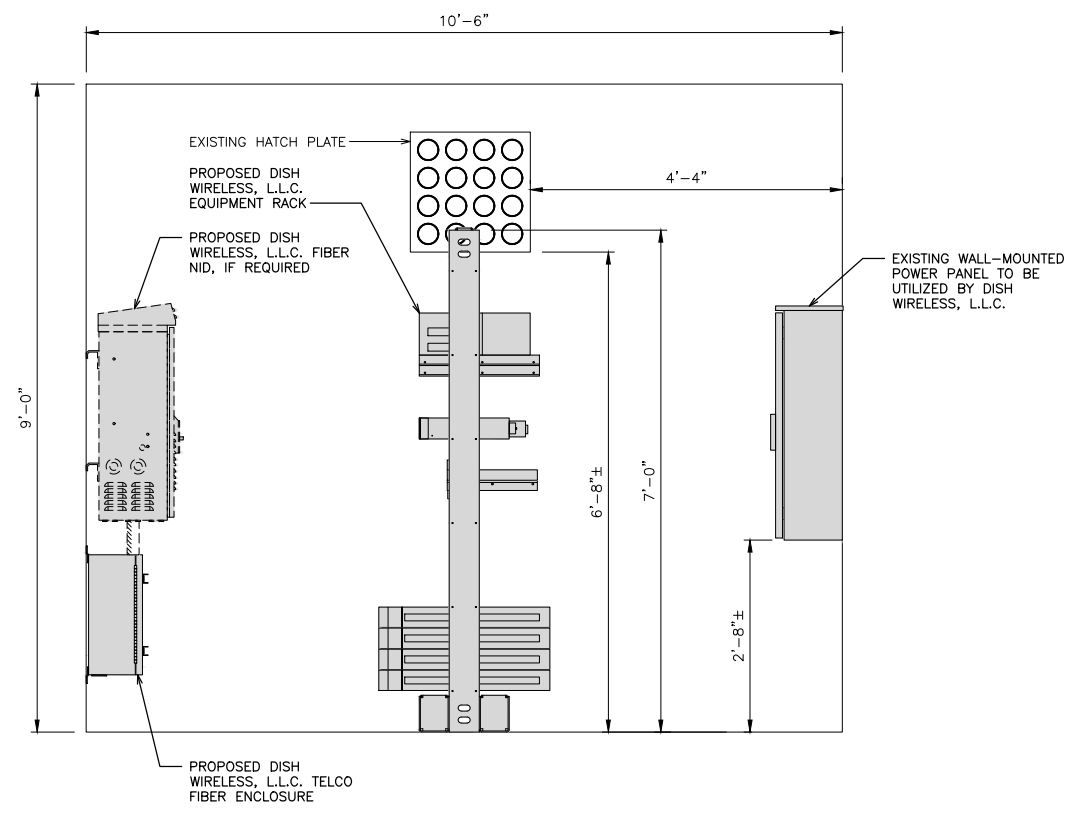 10'-6"
EXISTING HATCH PLATE
PROPOSED DISH
WIRELESS, L.L.C.
EQUIPMENT RACK
4'-4"
PROPOSED DISH
WIRELESS, L.L.C. FIBER
NID, IF REQUIRED
EXISTING WALL-MOUNTED
POWER PANEL TO BE
UTILIZED BY DISH
WIRELESS, L.L.C.
9'-0"
6'-8"±
7'-0"
2'-8"±
PROPOSED DISH
WIRELESS, L.L.C. TELCO
FIBER ENCLOSURE